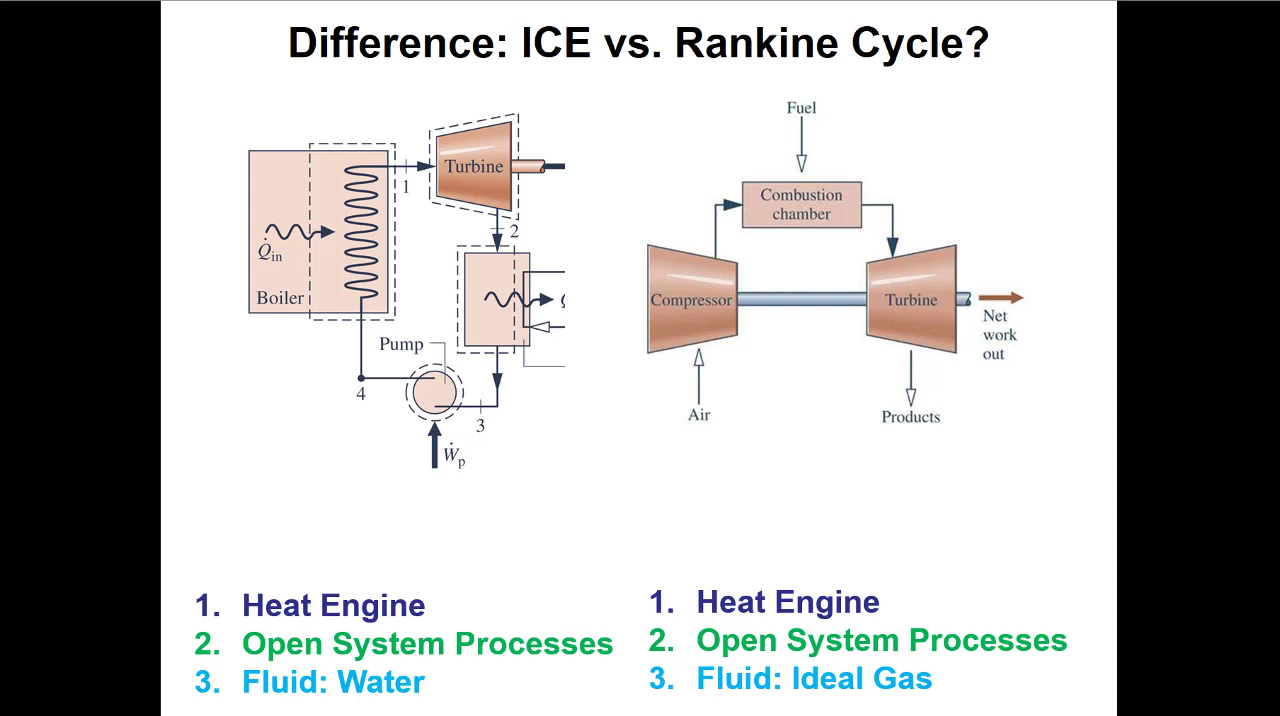 Difference: ICE vs. Rankine Cycle?
Turbine
1
2
Q̇in
Boiler
Pump
4
3
Ẇp
Fuel
Combustion
chamber
Compressor
Turbine
Net
work
out
Air
Products
1. Heat Engine
2. Open System Processes
3. Fluid: Water
1. Heat Engine
2. Open System Processes
3. Fluid: Ideal Gas